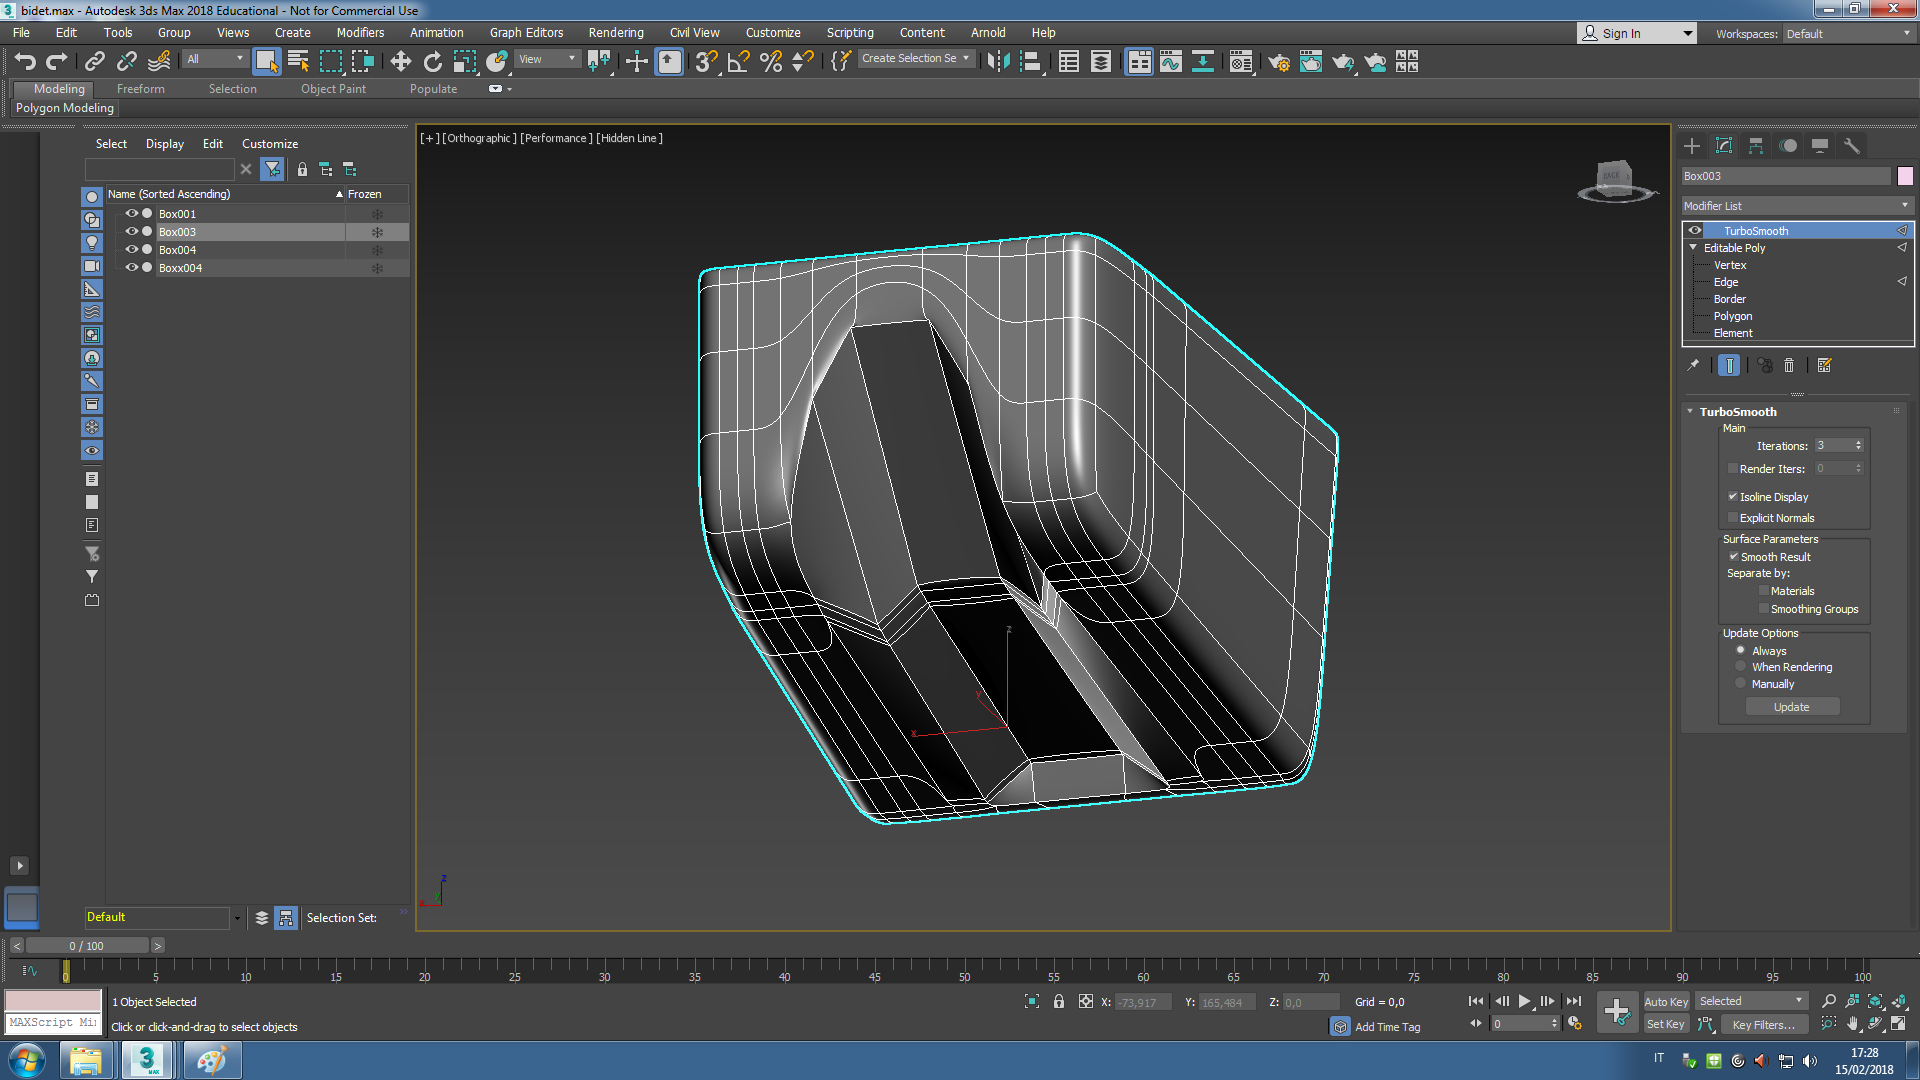 bidet.max - Autodesk 3ds Max 2018 Educational - Not for Commercial Use
File Edit Tools Group Views Create Modifiers Animation Graph Editors Rendering Civil View Customize Scripting Content Arnold Help
Sign In
Workspaces: Default
All
View
Create Selection Se
Modeling Freeform Selection Object Paint Populate
Polygon Modeling
Select Display Edit Customize
Name (Sorted Ascending) Frozen
Box001
Box003
Box004
Boxx004
[+] [Orthographic] [Performance] [Hidden Line]
BACK
z
y
x
z
x
Box003
Modifier List
TurboSmooth
Editable Poly
Vertex
Edge
Border
Polygon
Element
TurboSmooth
Main
Iterations: 3
Render Iters: 0
Isoline Display
Explicit Normals
Surface Parameters
Smooth Result
Separate by:
Materials
Smoothing Groups
Update Options
Always
When Rendering
Manually
Update
Default
Selection Set:
< 0 / 100 >
0 5 10 15 20 25 30 35 40 45 50 55 60 65 70 75 80 85 90 95 100
1 Object Selected
X: -73,917 Y: 165,484 Z: 0,0 Grid = 0,0
Auto Key Selected
MAXScript Mi
Click or click-and-drag to select objects
Add Time Tag
0
Set Key Key Filters...
3
MAX
IT
17:28
15/02/2018